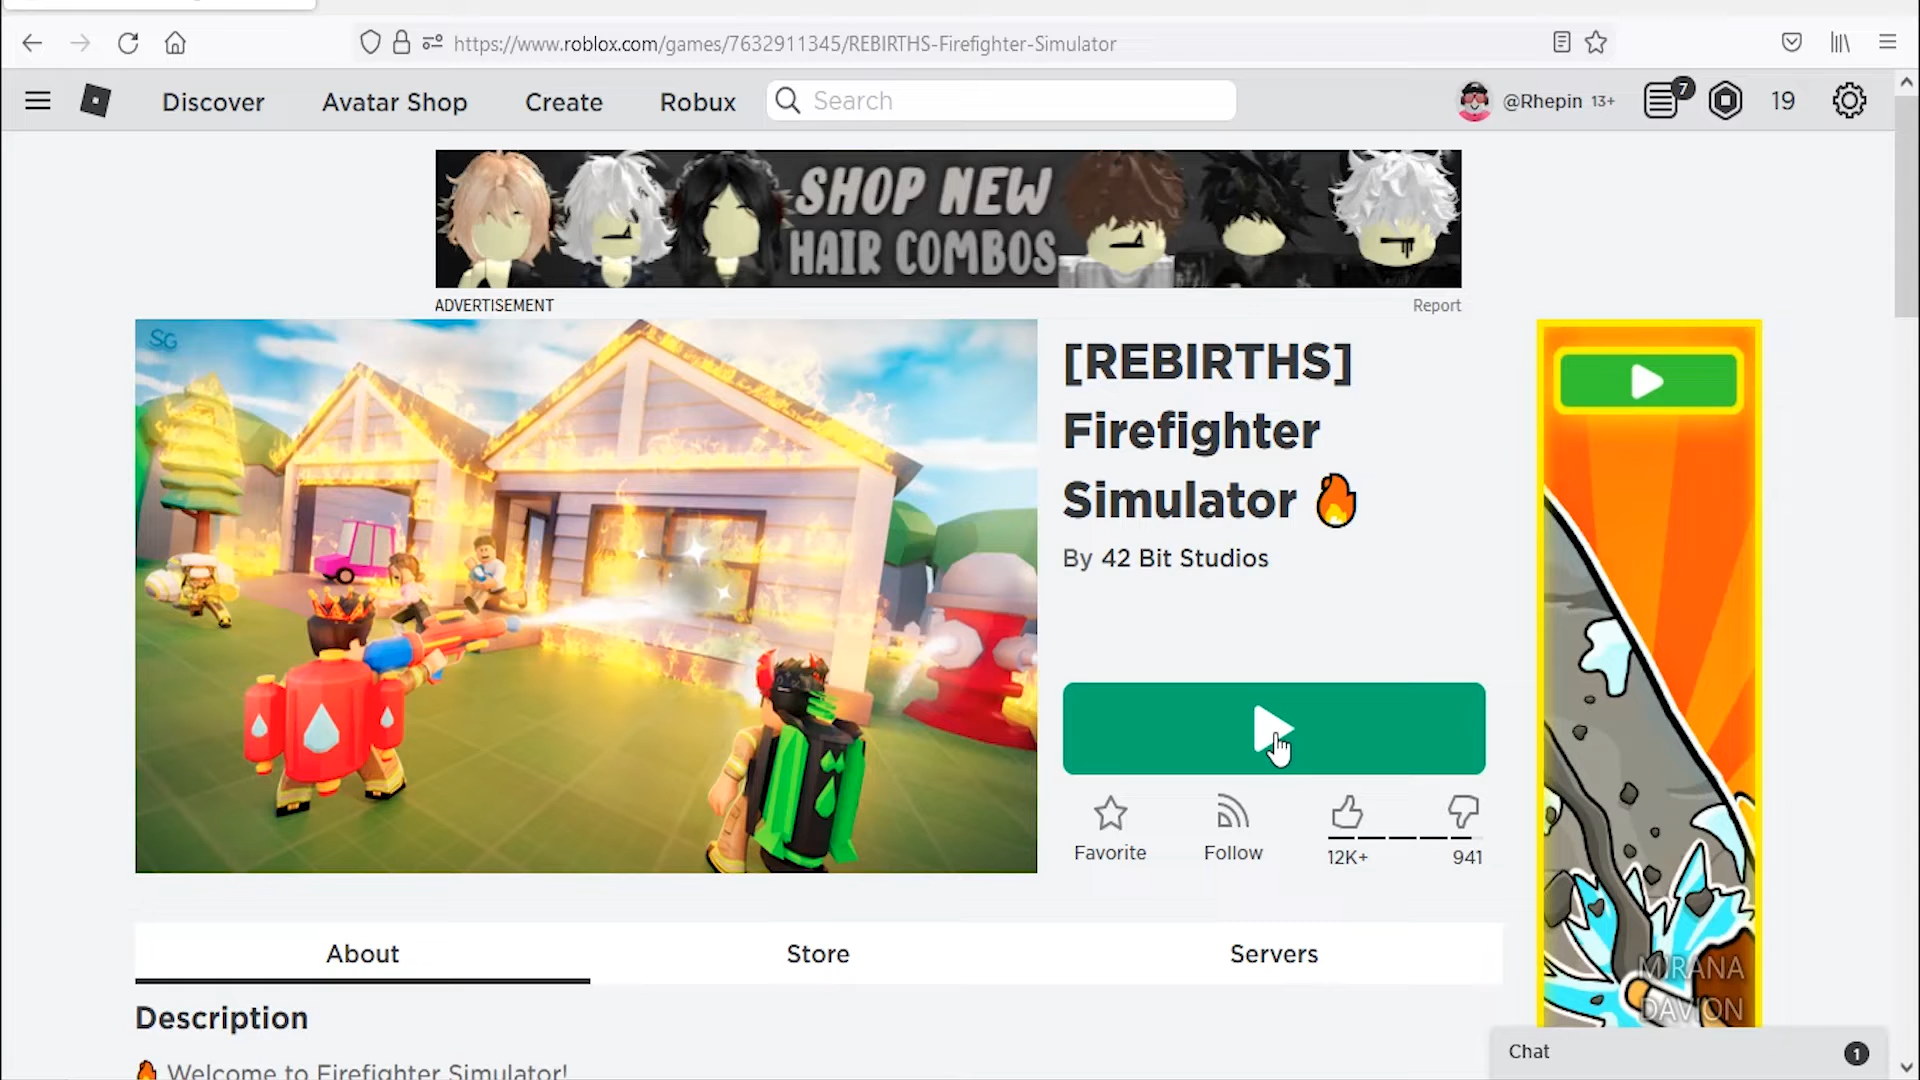 https://www.roblox.com/games/7632911345/REBIRTHS-Firefighter-Simulator
Discover
Avatar Shop
Create
Robux
Search
@Rhepin 13+
7
19
SHOP NEW
HAIR COMBOS
ADVERTISEMENT
Report
SG
[REBIRTHS]
Firefighter
Simulator 🔥
By 42 Bit Studios
Favorite
Follow
12K+
941
About
Store
Servers
Description
🔥 Welcome to Firefighter Simulator!
MIRANA
DAVION
Chat
1